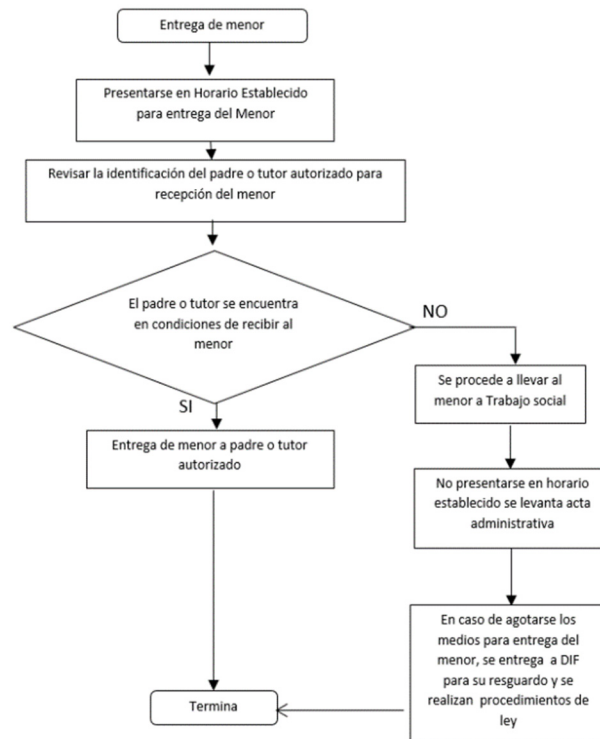 Entrega de menor
Presentarse en Horario Establecido
para entrega del Menor
Revisar la identificación del padre o tutor autorizado para
recepción del menor
El padre o tutor se encuentra
en condiciones de recibir al
menor
NO
SI
Se procede a llevar al
menor a Trabajo social
Entrega de menor a padre o tutor
autorizado
No presentarse en horario
establecido se levanta acta
administrativa
En caso de agotarse los
medios para entrega del
menor, se entrega a DIF
para su resguardo y se
realizan procedimientos de
ley
Termina